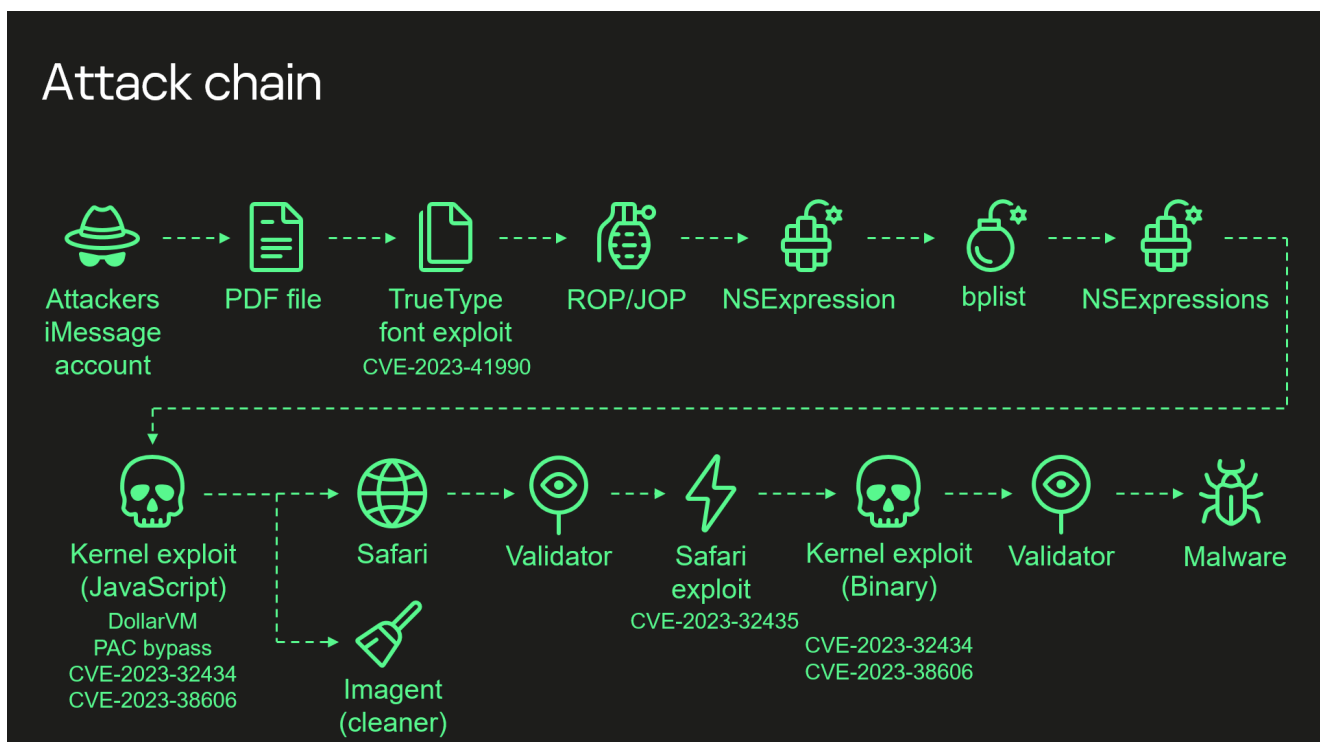 Attack chain
Attackers
iMessage
account
PDF file
TrueType
font exploit
CVE-2023-41990
ROP/JOP
NSExpression
bplist
NSExpressions
Kernel exploit
(JavaScript)
DollarVM
PAC bypass
CVE-2023-32434
CVE-2023-38606
Safari
Imagent
(cleaner)
Validator
Safari
exploit
CVE-2023-32435
Kernel exploit
(Binary)
CVE-2023-32434
CVE-2023-38606
Validator
Malware